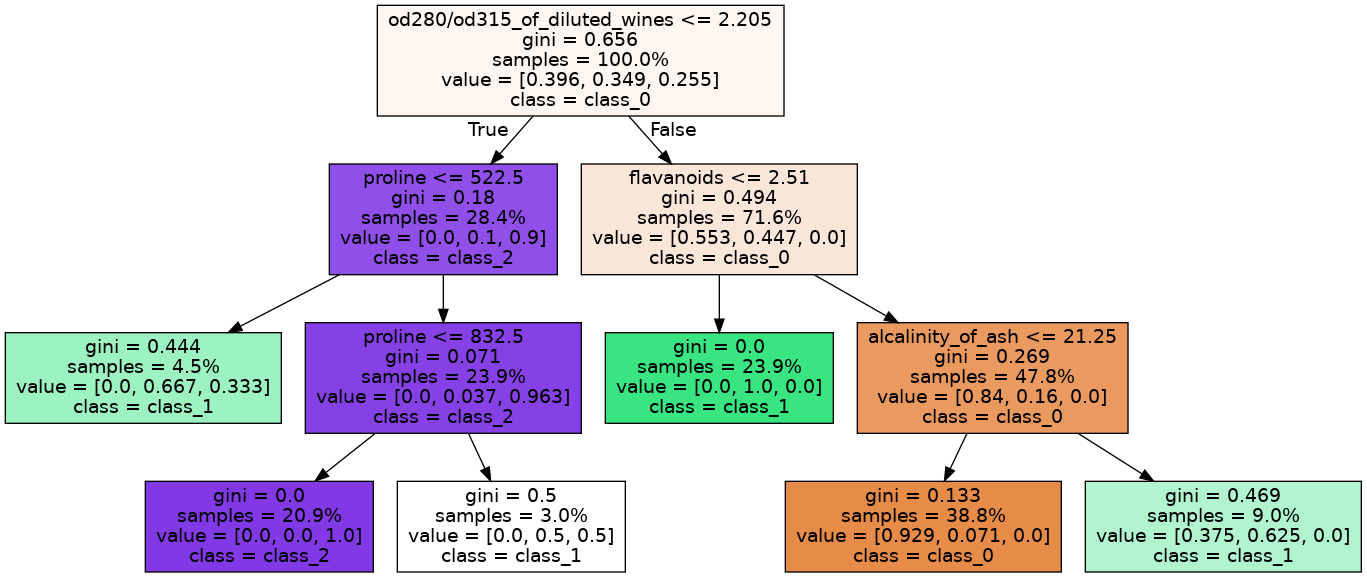 od280/od315_of_diluted_wines <= 2.205
gini = 0.656
samples = 100.0%
value = [0.396, 0.349, 0.255]
class = class_0
True
False
proline <= 522.5
gini = 0.18
samples = 28.4%
value = [0.0, 0.1, 0.9]
class = class_2
flavanoids <= 2.51
gini = 0.494
samples = 71.6%
value = [0.553, 0.447, 0.0]
class = class_0
gini = 0.444
samples = 4.5%
value = [0.0, 0.667, 0.333]
class = class_1
proline <= 832.5
gini = 0.071
samples = 23.9%
value = [0.0, 0.037, 0.963]
class = class_2
gini = 0.0
samples = 23.9%
value = [0.0, 1.0, 0.0]
class = class_1
alcalinity_of_ash <= 21.25
gini = 0.269
samples = 47.8%
value = [0.84, 0.16, 0.0]
class = class_0
gini = 0.0
samples = 20.9%
value = [0.0, 0.0, 1.0]
class = class_2
gini = 0.5
samples = 3.0%
value = [0.0, 0.5, 0.5]
class = class_1
gini = 0.133
samples = 38.8%
value = [0.929, 0.071, 0.0]
class = class_0
gini = 0.469
samples = 9.0%
value = [0.375, 0.625, 0.0]
class = class_1